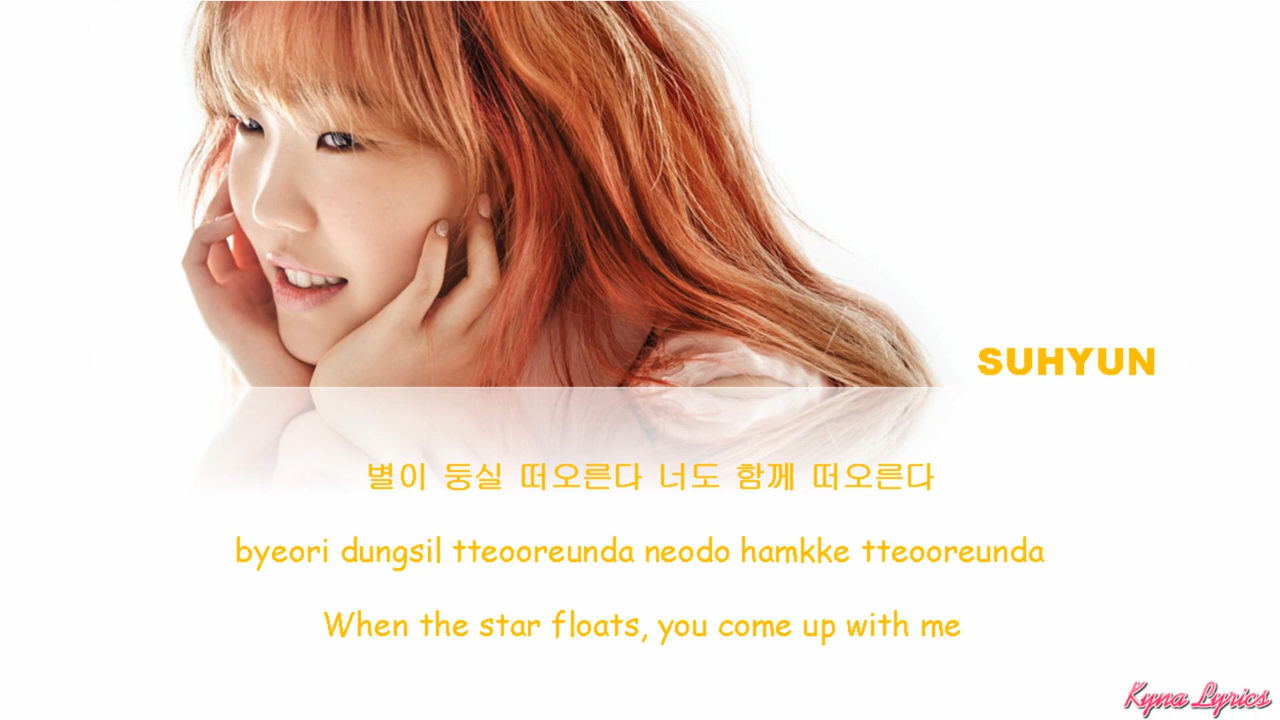 SUHYUN
별이 둥실 떠오른다 너도 함께 떠오른다
byeori dungsil tteooreunda neodo hamkke tteooreunda
When the star floats, you come up with me
Kyna Lyrics